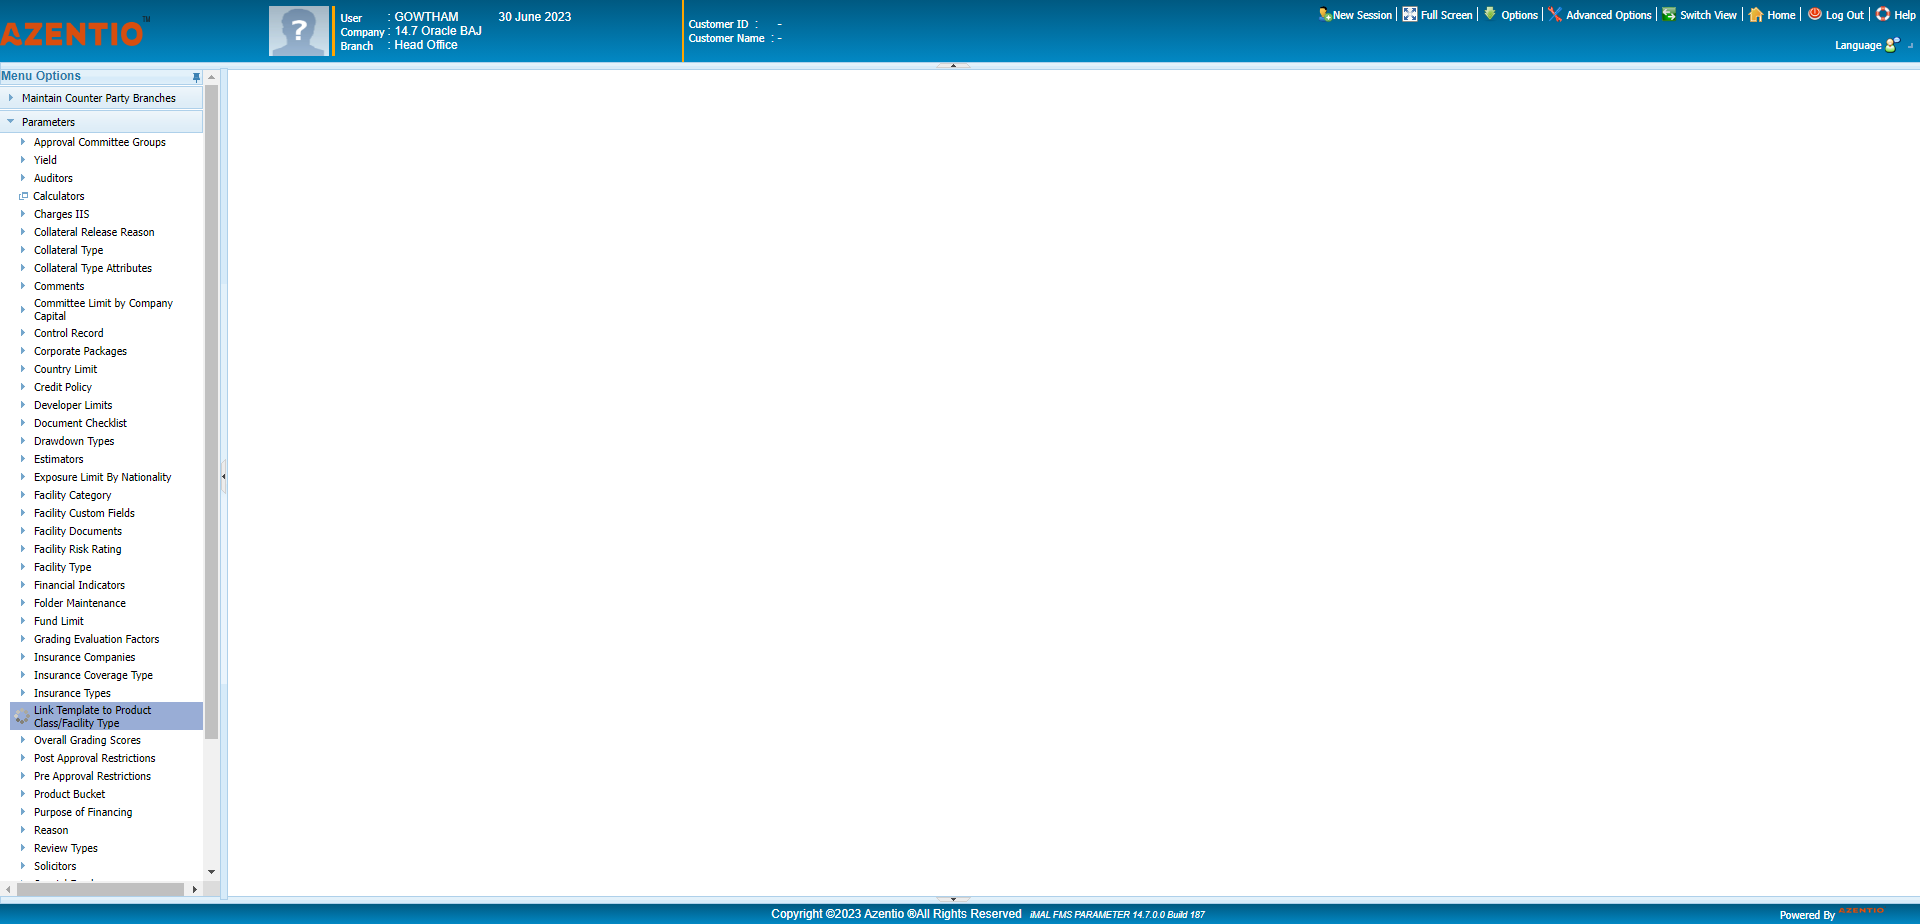 AZENTIO™
User : GOWTHAM 30 June 2023
Company : 14.7 Oracle BAJ
Branch : Head Office
Customer ID : -
Customer Name : -
New Session Full Screen Options Advanced Options Switch View Home Log Out Help
Language
Menu Options
Maintain Counter Party Branches
Parameters
Approval Committee Groups
Yield
Auditors
Calculators
Charges IIS
Collateral Release Reason
Collateral Type
Collateral Type Attributes
Comments
Committee Limit by Company
Capital
Control Record
Corporate Packages
Country Limit
Credit Policy
Developer Limits
Document Checklist
Drawdown Types
Estimators
Exposure Limit By Nationality
Facility Category
Facility Custom Fields
Facility Documents
Facility Risk Rating
Facility Type
Financial Indicators
Folder Maintenance
Fund Limit
Grading Evaluation Factors
Insurance Companies
Insurance Coverage Type
Insurance Types
Link Template to Product
Class/Facility Type
Overall Grading Scores
Post Approval Restrictions
Pre Approval Restrictions
Product Bucket
Purpose of Financing
Reason
Review Types
Solicitors
Copyright ©2023 Azentio ®All Rights Reserved iMAL FMS PARAMETER 14.7.0.0 Build 187
Powered By AZENTIO